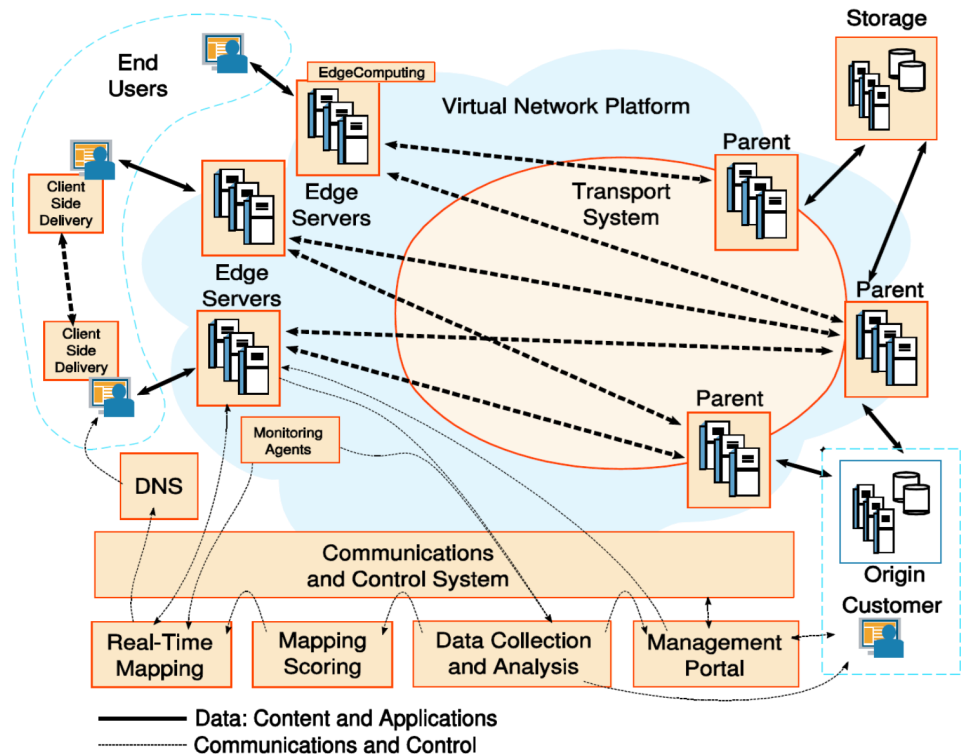 Storage
End
Users
EdgeComputing
Virtual Network Platform
Parent
Client
Side
Delivery
Edge
Servers
Transport
System
Edge
Servers
Parent
Client
Side
Delivery
Parent
Monitoring
Agents
DNS
Communications
and Control System
Origin
Customer
Real-Time
Mapping
Mapping
Scoring
Data Collection
and Analysis
Management
Portal
Data: Content and Applications
Communications and Control